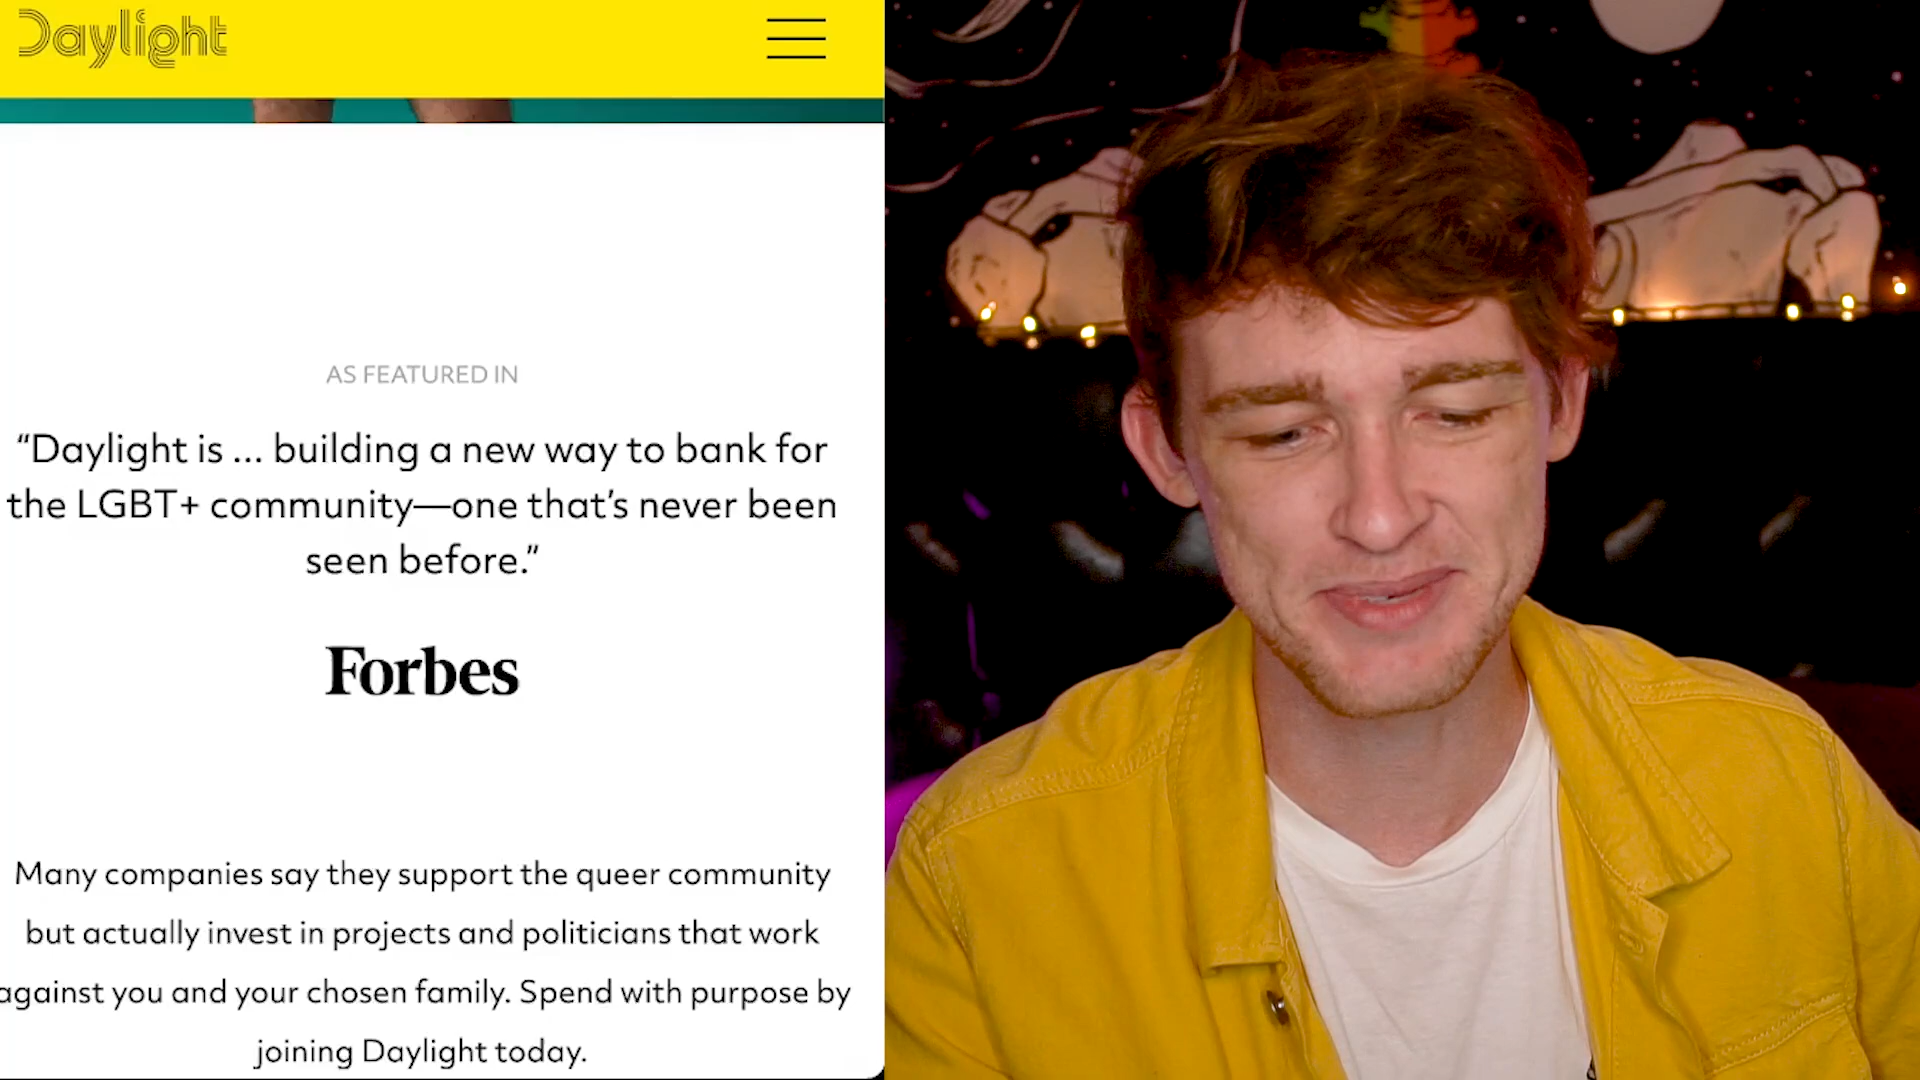 Daylight
AS FEATURED IN
“Daylight is ... building a new way to bank for
the LGBT+ community—one that’s never been
seen before.”
Forbes
Many companies say they support the queer community
but actually invest in projects and politicians that work
against you and your chosen family. Spend with purpose by
joining Daylight today.